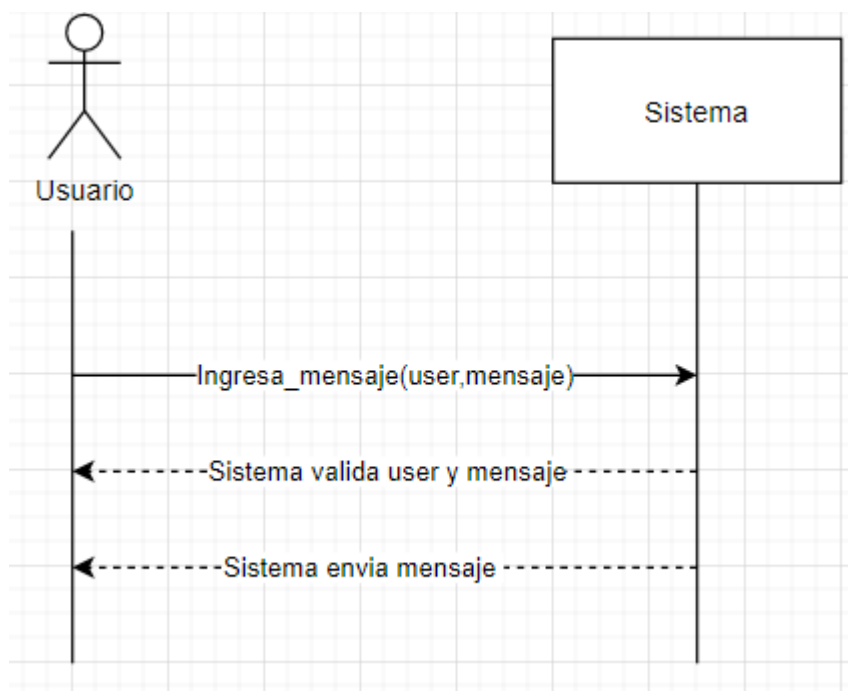 Sistema
Usuario
Ingresa_mensaje(user,mensaje)
Sistema valida user y mensaje
Sistema envia mensaje